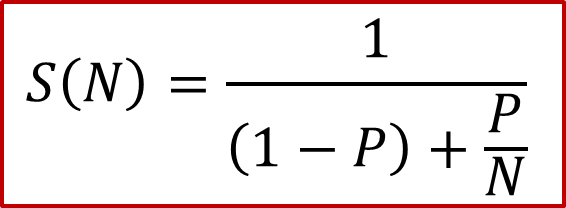 S(N) = 1 / ((1 − P) + P/N)